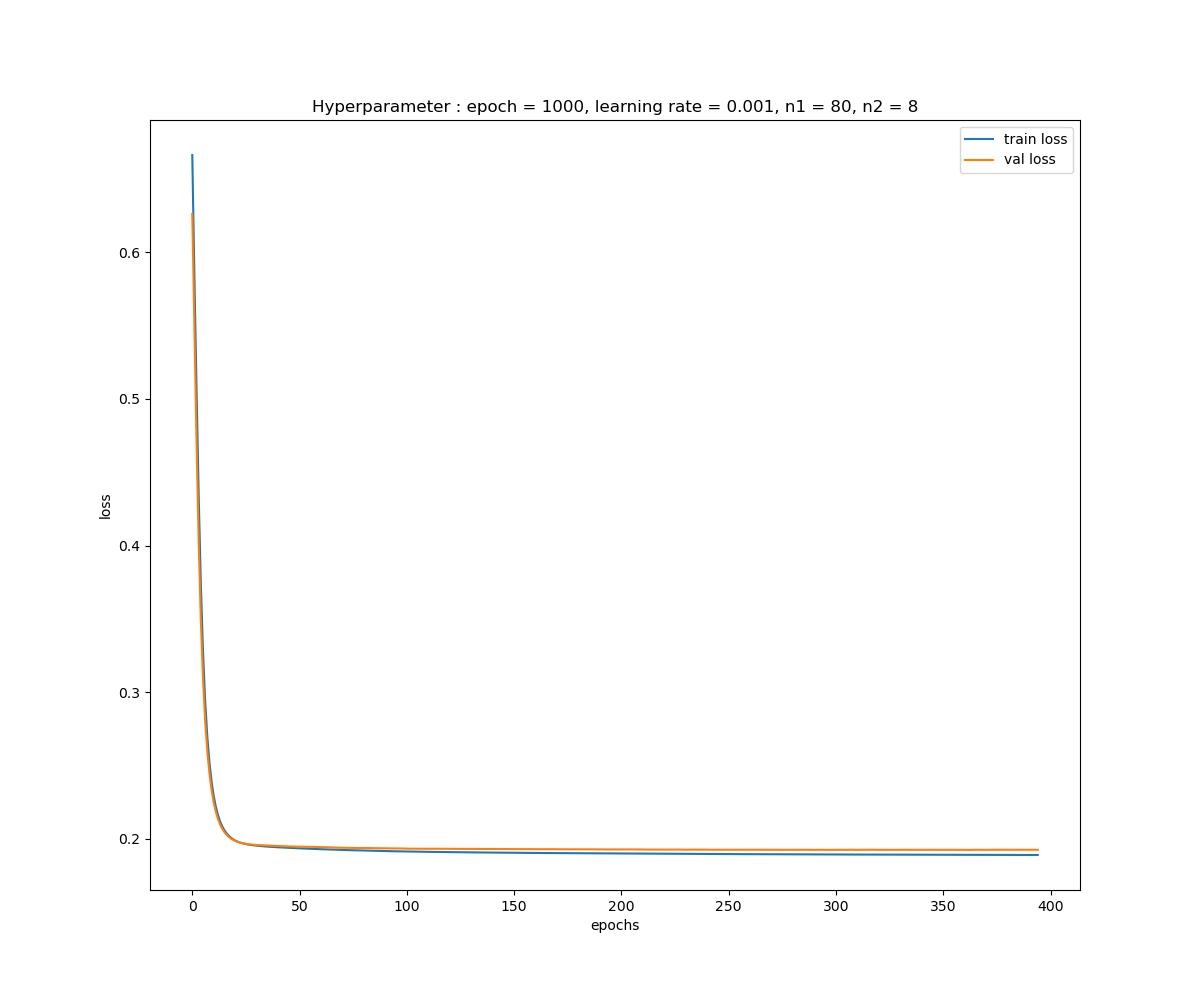 Hyperparameter : epoch = 1000, learning rate = 0.001, n1 = 80, n2 = 8
train loss
val loss
0.6
0.5
0.4
0.3
0.2
loss
0 50 100 150 200 250 300 350 400
epochs